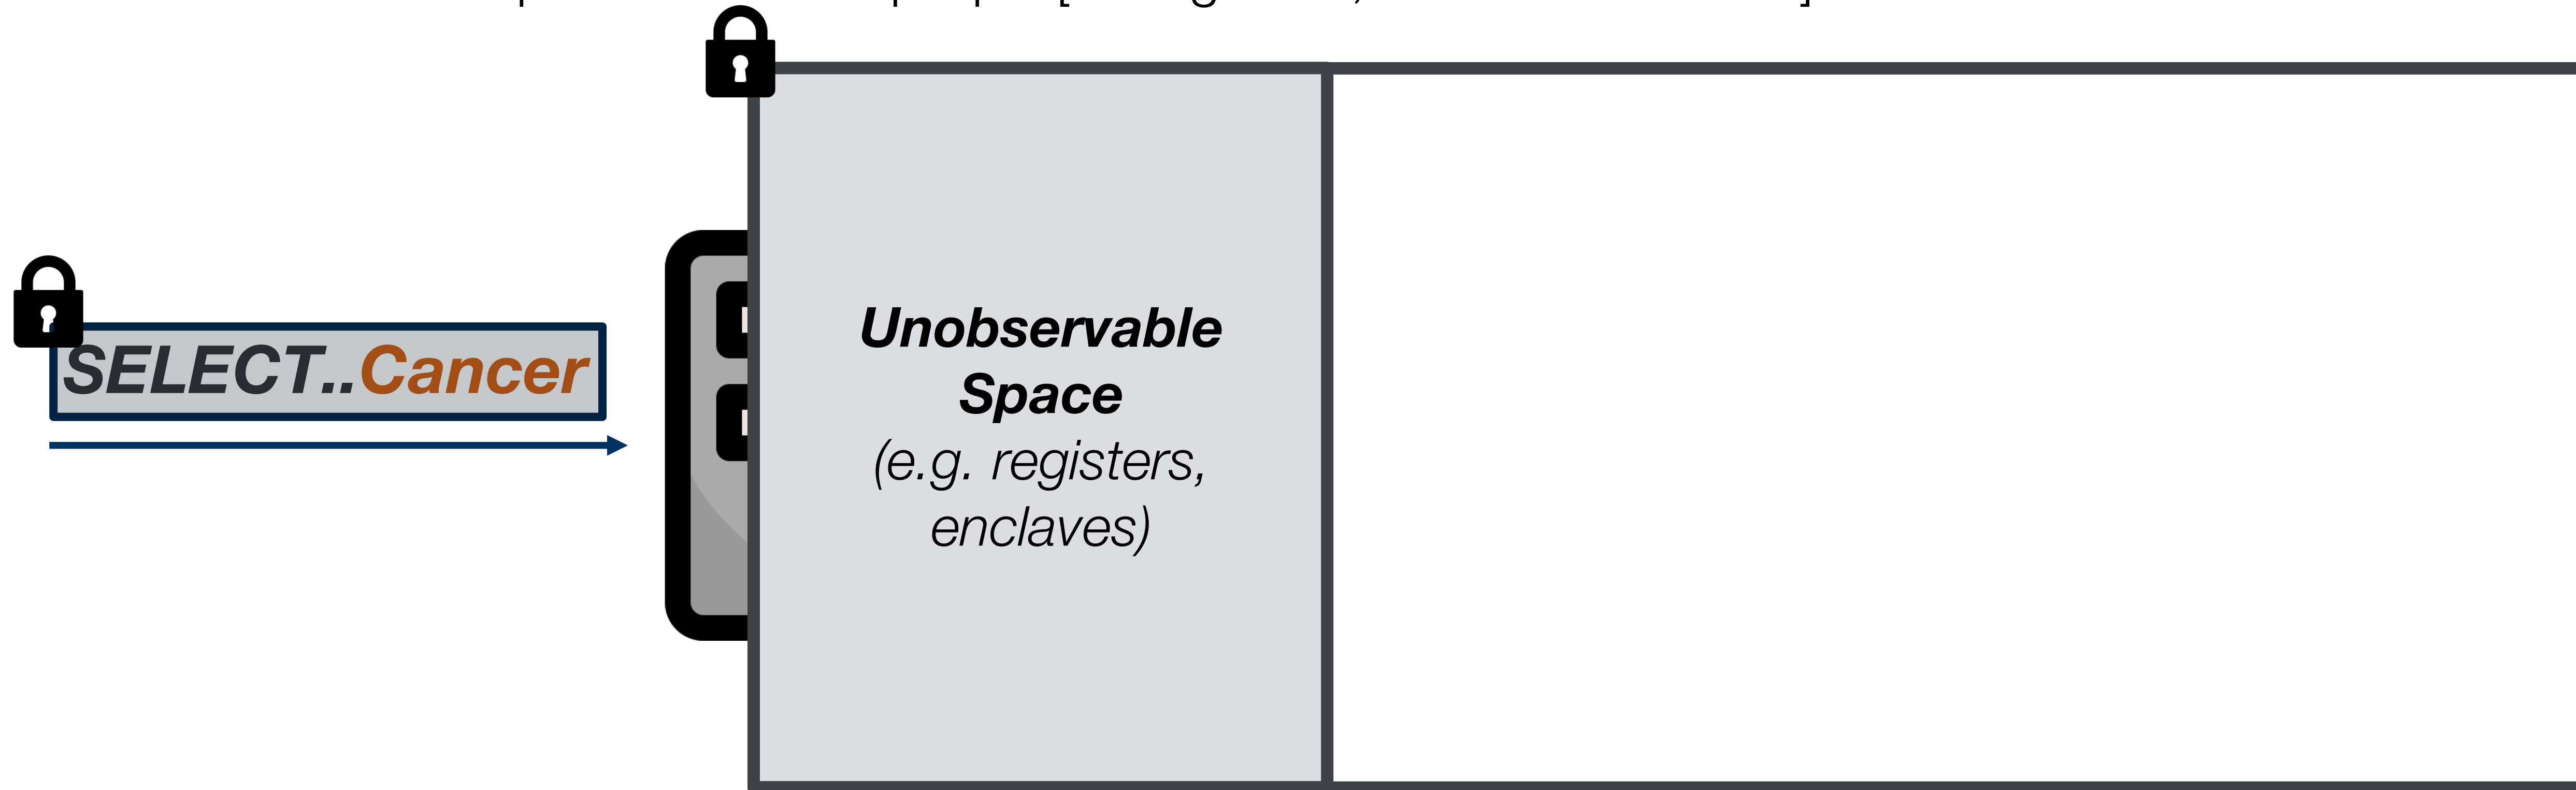 SELECT..Cancer
Unobservable
Space
(e.g. registers,
enclaves)